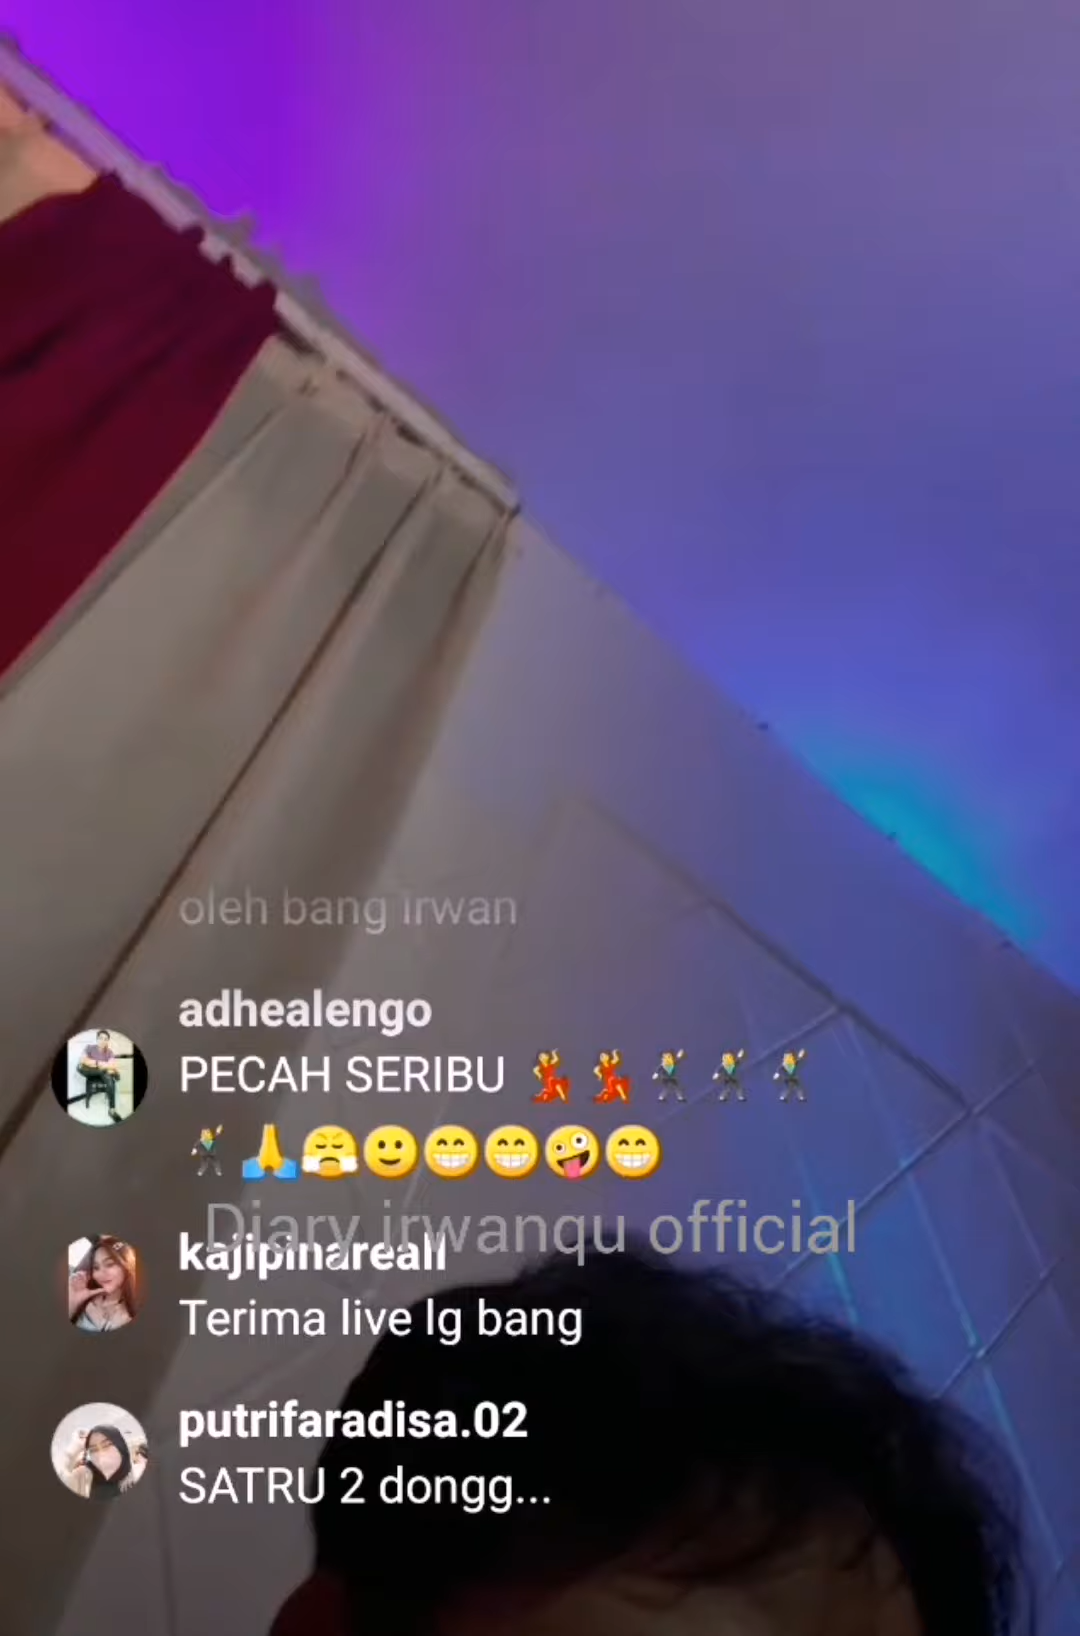 oleh bang irwan
adhealengo
PECAH SERIBU 💃💃🕺🕺🕺
🕺🙏😤🙂😁😁🤪😁
Diary irwanqu official
kajipinareall
Terima live lg bang
putrifaradisa.02
SATRU 2 dongg...